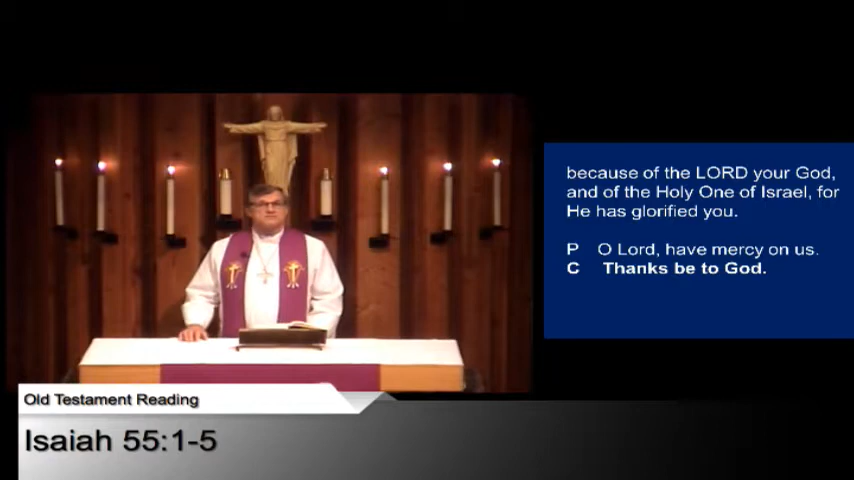 because of the LORD your God,
and of the Holy One of Israel, for
He has glorified you.
P O Lord, have mercy on us.
C Thanks be to God.
Old Testament Reading
Isaiah 55:1-5